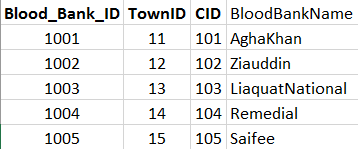 Blood_Bank_ID TownID CID BloodBankName
1001 11 101 AghaKhan
1002 12 102 Ziauddin
1003 13 103 LiaquatNational
1004 14 104 Remedial
1005 15 105 Saifee